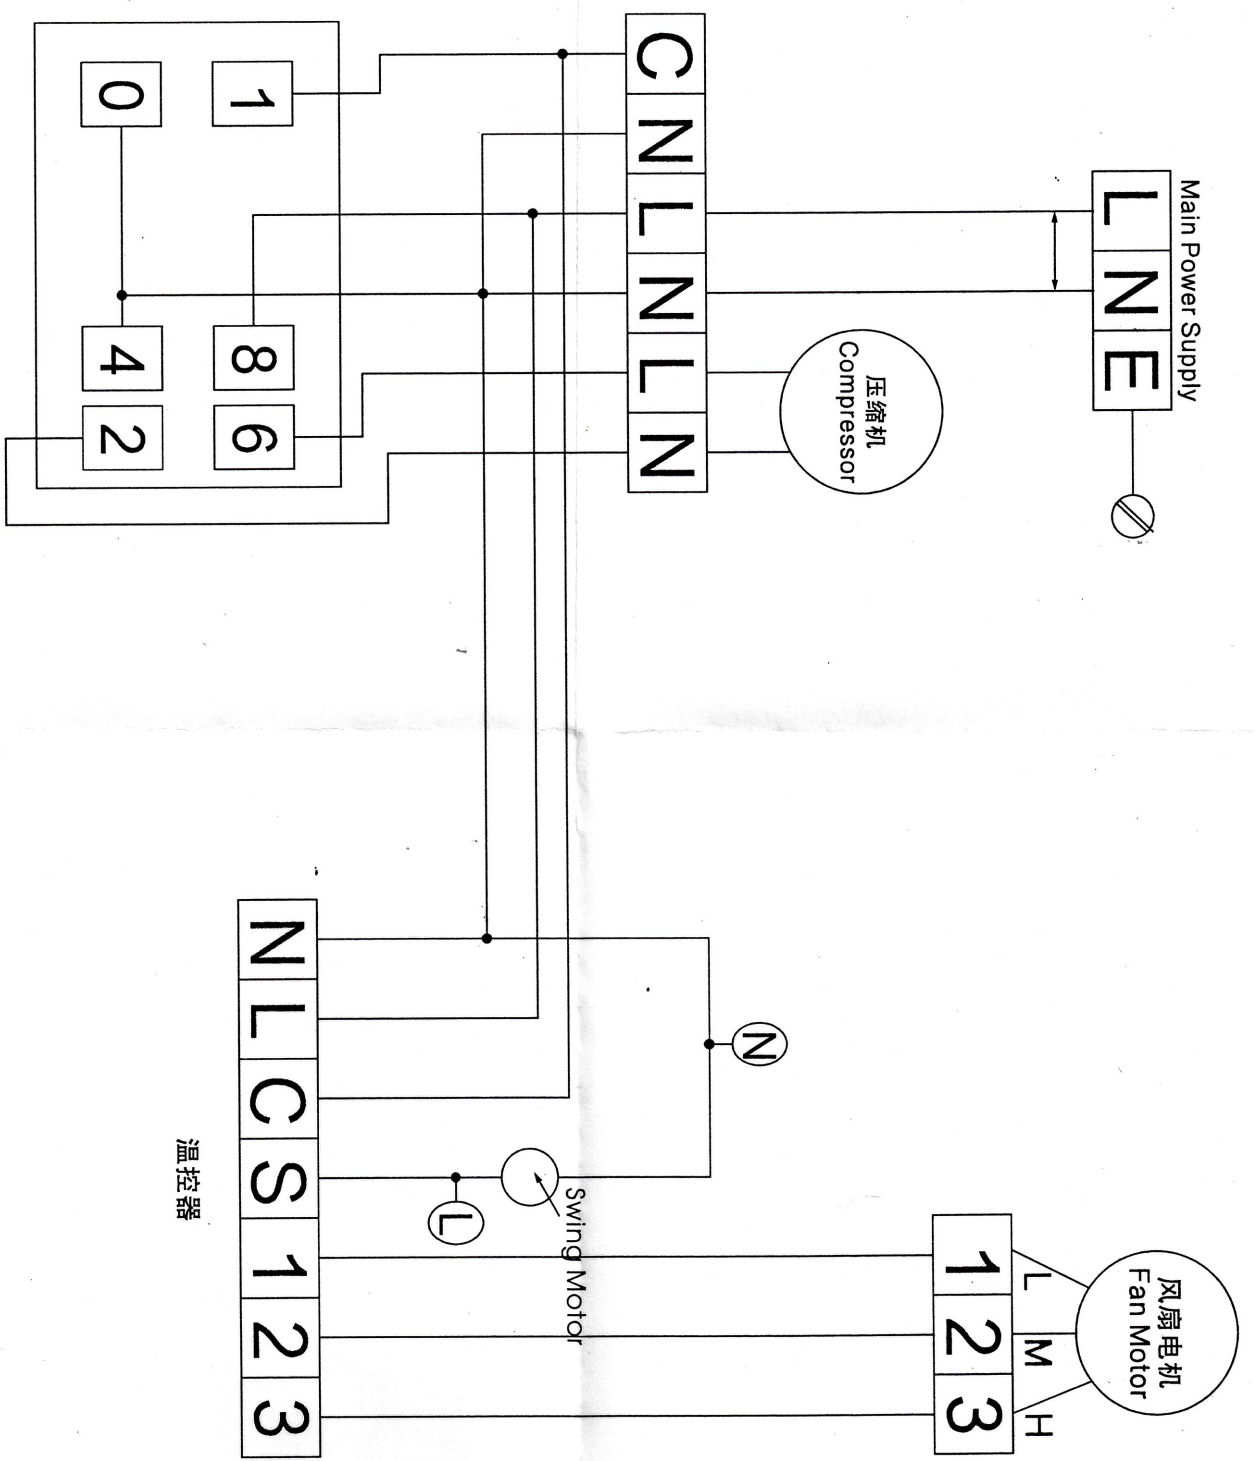 Main Power Supply
L N E
压缩机
Compressor
C N L N L N
1 8 6
0 4 2
风扇电机
Fan Motor
L M H
1 2 3
N
Swing Motor
L
N L C S 1 2 3
温控器